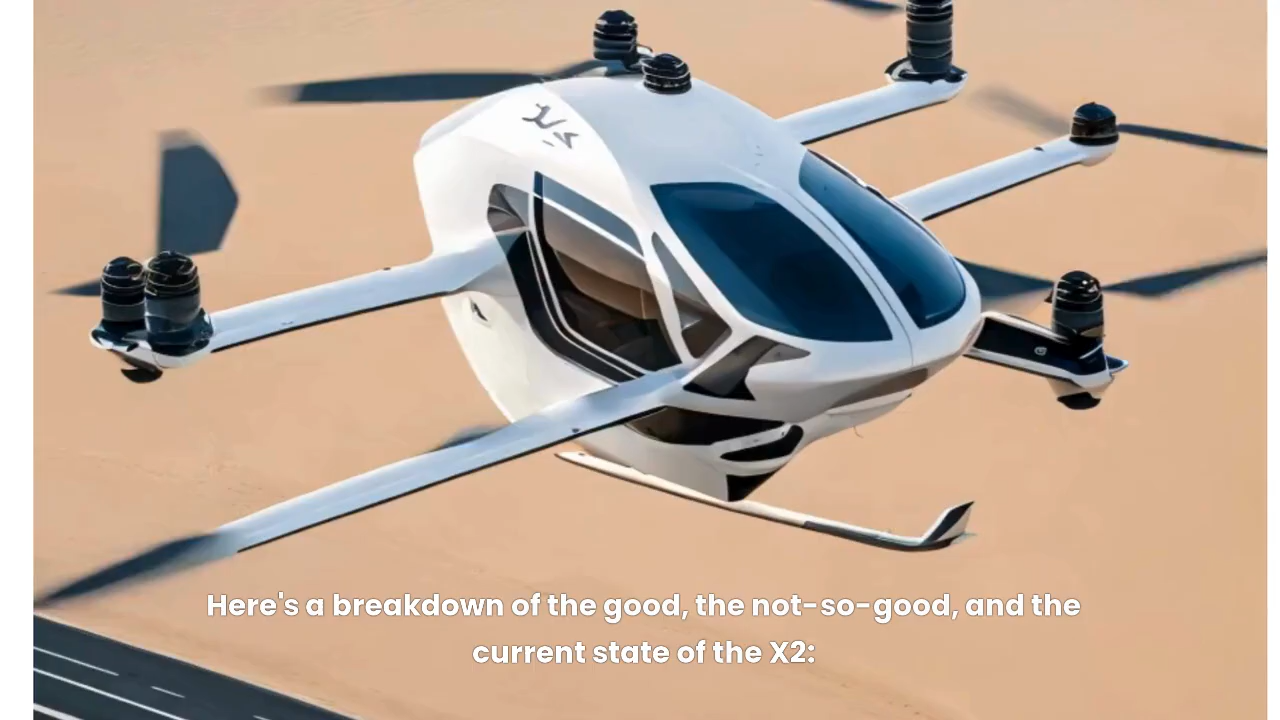 Here's a breakdown of the good, the not-so-good, and the
current state of the X2: